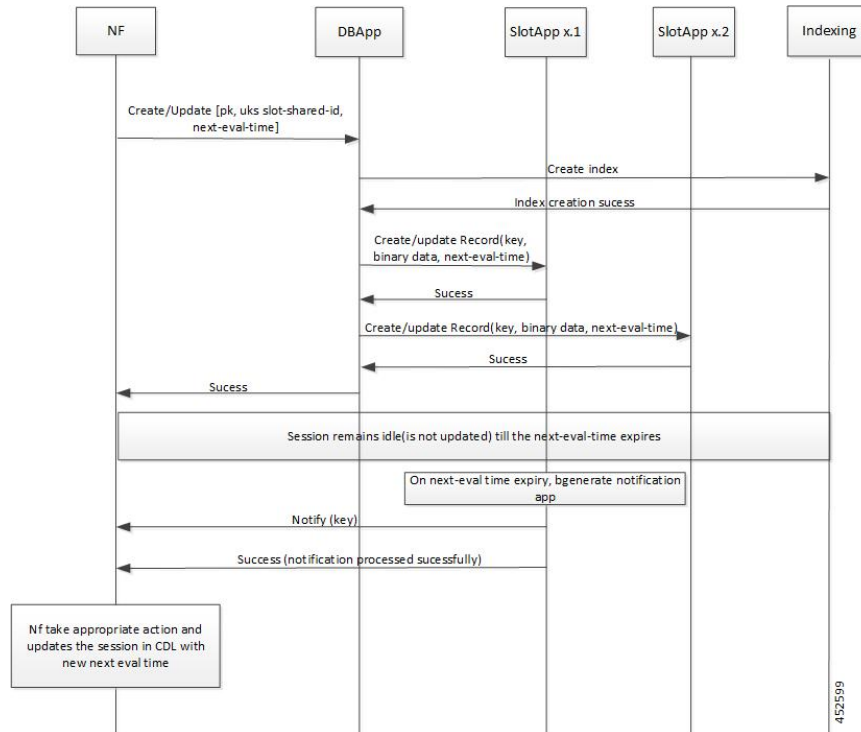 NF
DBApp
SlotApp x.1
SlotApp x.2
Indexing
Create/Update [pk, uks slot-shared-id,
next-eval-time]
Create index
Index creation sucess
Create/update Record(key,
binary data, next-eval-time)
Sucess
Create/update Record(key, binary data, next-eval-time)
Sucess
Sucess
Session remains idle(is not updated) till the next-eval-time expires
On next-eval time expiry, bgenerate notification
app
Notify (key)
Success (notification processed sucessfully)
Nf take appropriate action and
updates the session in CDL with
new next eval time
452599